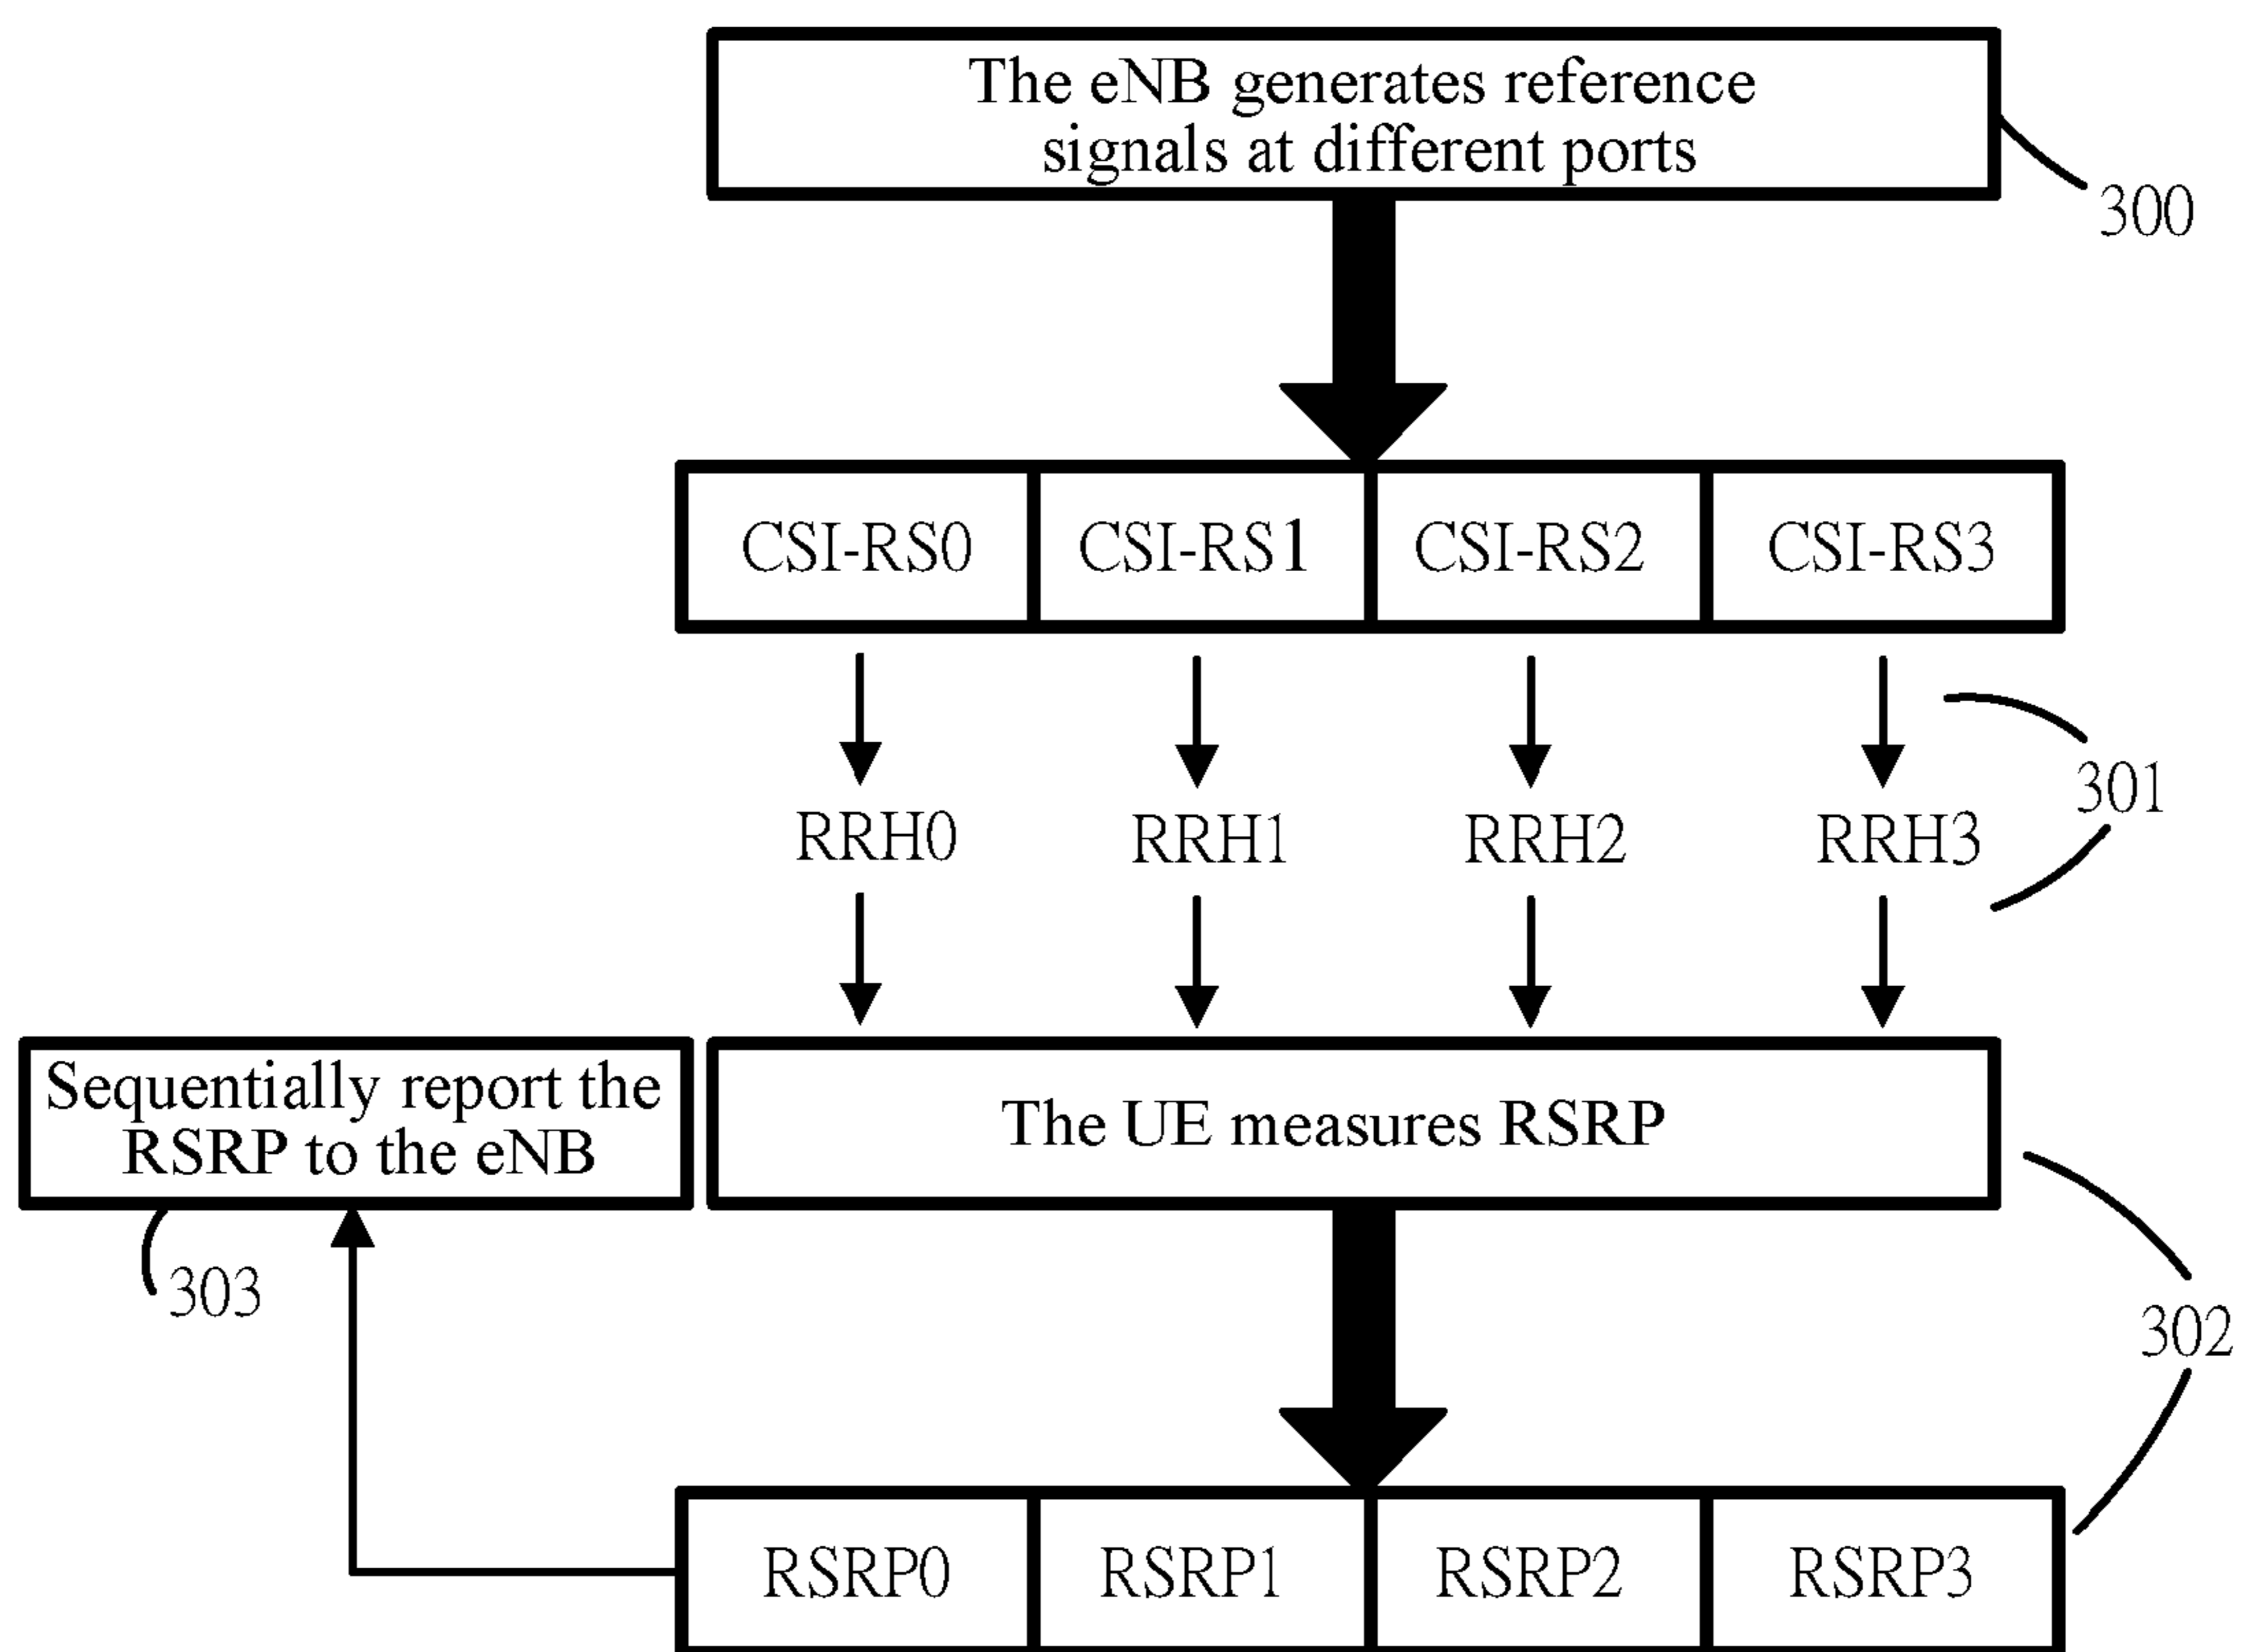 The eNB generates reference
signals at different ports
300
CSI-RS0 CSI-RS1 CSI-RS2 CSI-RS3
301
RRH0 RRH1 RRH2 RRH3
Sequentially report the
RSRP to the eNB
The UE measures RSRP
303
302
RSRP0 RSRP1 RSRP2 RSRP3